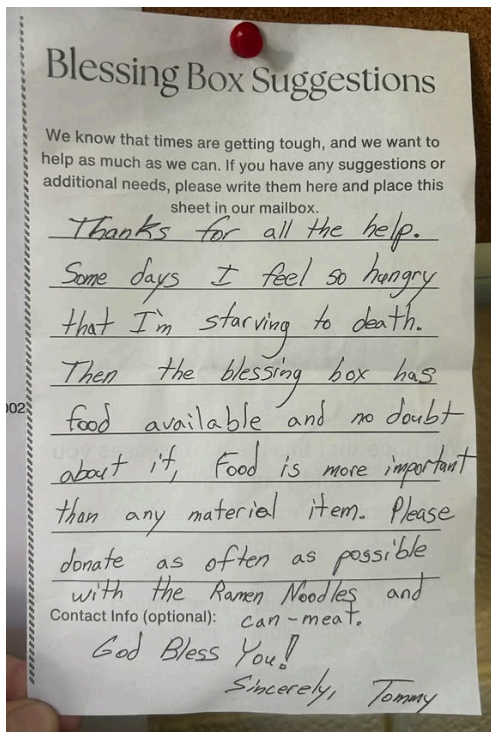 Blessing Box Suggestions
We know that times are getting tough, and we want to
help as much as we can. If you have any suggestions or
additional needs, please write them here and place this
sheet in our mailbox.
Thanks for all the help.
Some days I feel so hungry
that I'm starving to death.
Then the blessing box has
002
food available and no doubt
about it, Food is more important
than any material item. Please
donate as often as possible
with the Ramen Noodles and
Contact Info (optional): can-meat.
God Bless You!
Sincerely, Tommy